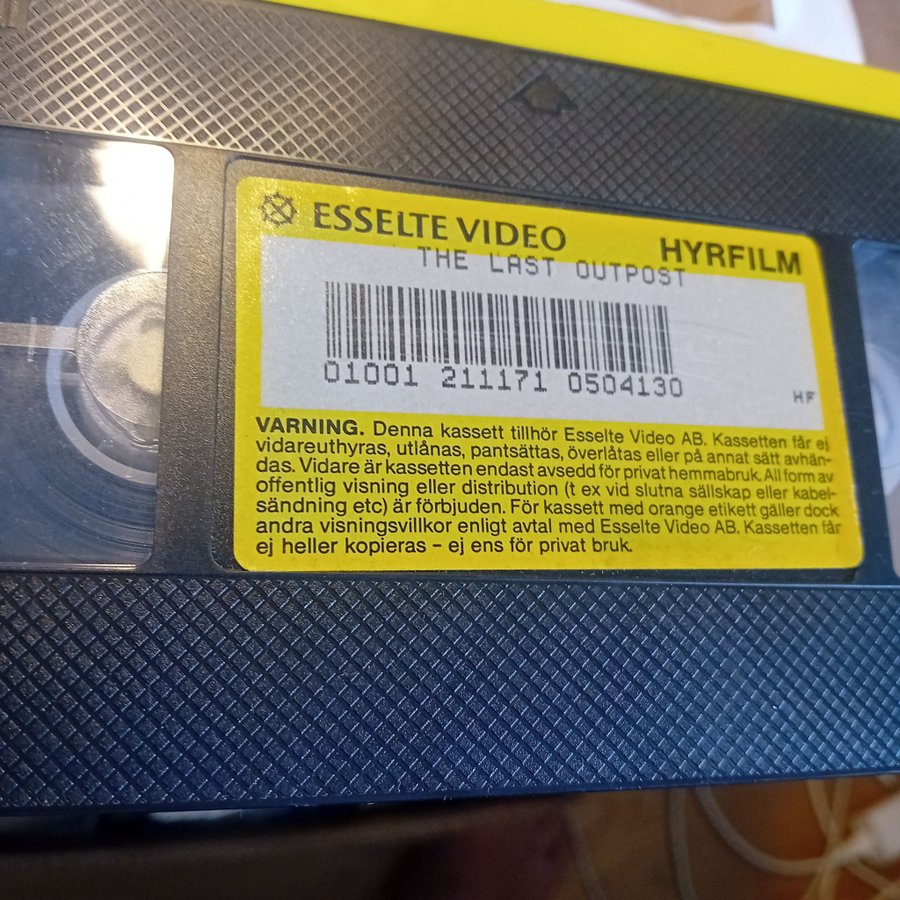 ESSELTE VIDEO HYRFILM
THE LAST OUTPOST
01001 211171 0504130
HF
VARNING. Denna kassett tillhör Esselte Video AB. Kassetten får ej
vidareuthyras, utlånas, pantsättas, överlåtas eller på annat sätt avhän-
das. Vidare är kassetten endast avsedd för privat hemmabruk. All form av
offentlig visning eller distribution (t ex vid slutna sällskap eller kabel-
sändning etc) är förbjuden. För kassett med orange etikett gäller dock
andra visningsvillkor enligt avtal med Esselte Video AB. Kassetten får
ej heller kopieras – ej ens för privat bruk.